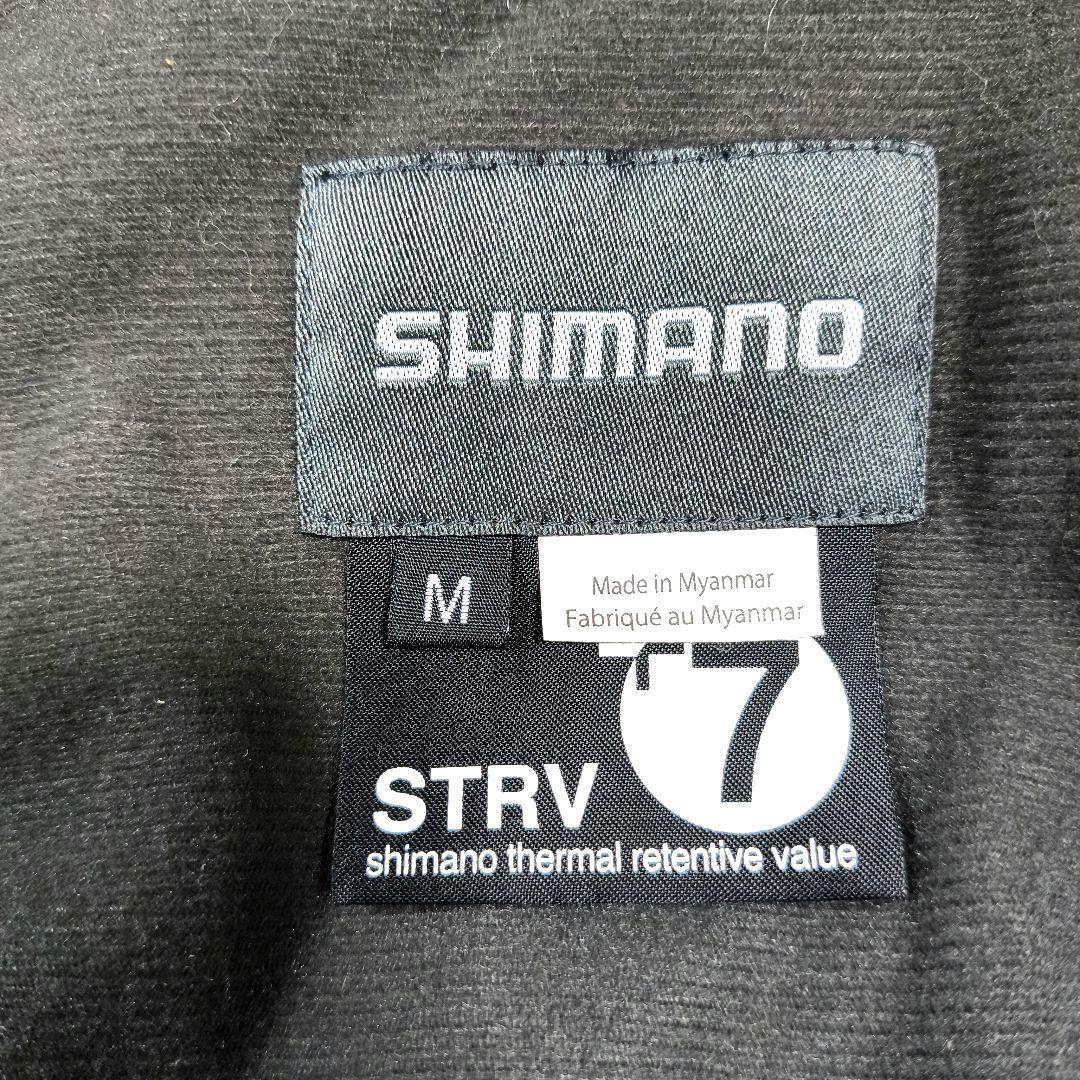 SHIMANO
M
Made in Myanmar
Fabriqué au Myanmar
7
STRV
shimano thermal retentive value